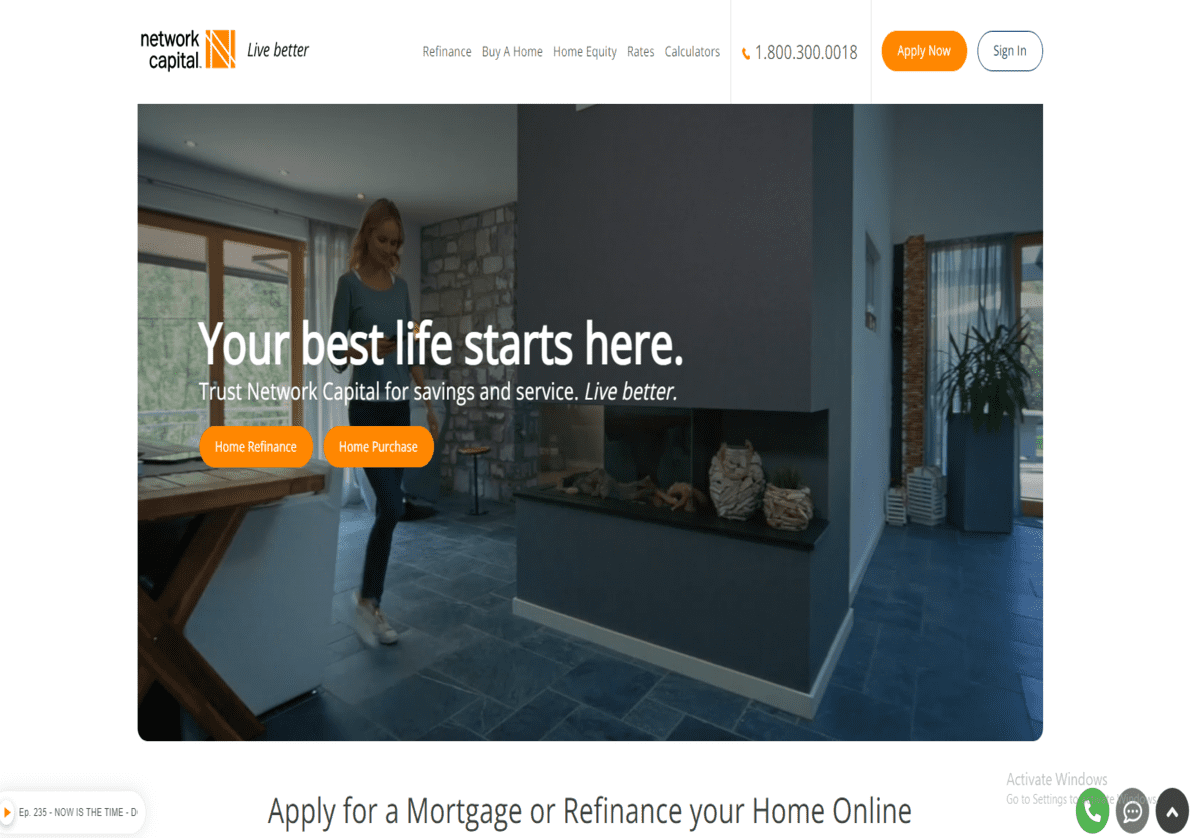 network
capital.
Live better
Refinance Buy A Home Home Equity Rates Calculators
1.800.300.0018
Apply Now
Sign In
Your best life starts here.
Trust Network Capital for savings and service. Live better.
Home Refinance
Home Purchase
Activate Windows
Go to Settings to activate Windows.
Ep. 235 - NOW IS THE TIME -
Apply for a Mortgage or Refinance your Home Online